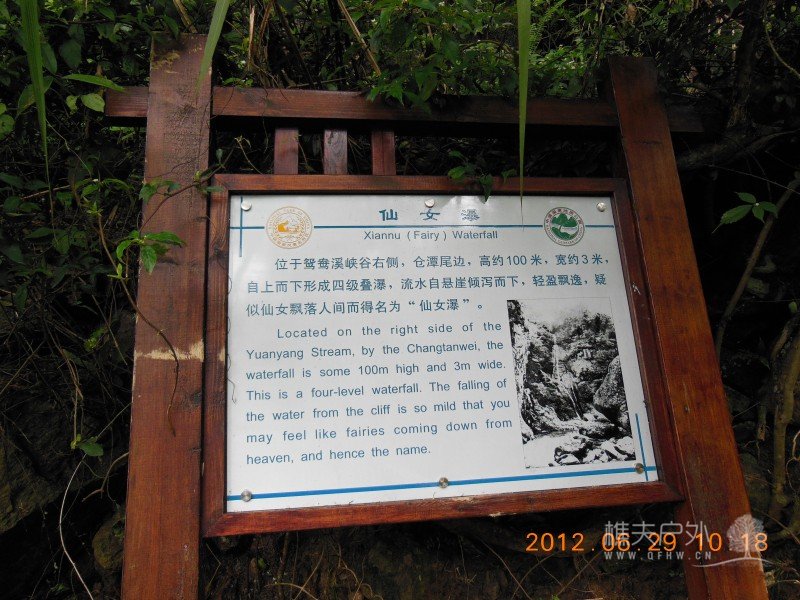 仙女瀑
Xiannu (Fairy) Waterfall
位于鸳鸯溪峡谷右侧，仓潭尾边，高约100米，宽约3米，
自上而下形成四级叠瀑，流水自悬崖倾泻而下，轻盈飘逸，疑
似仙女飘落人间而得名为“仙女瀑”。
Located on the right side of the
Yuanyang Stream, by the Changtanwei, the
waterfall is some 100m high and 3m wide.
This is a four-level waterfall. The falling of
the water from the cliff is so mild that you
may feel like fairies coming down from
heaven, and hence the name.
2012.06.29 10:18
樵夫户外
www.QFHW.com